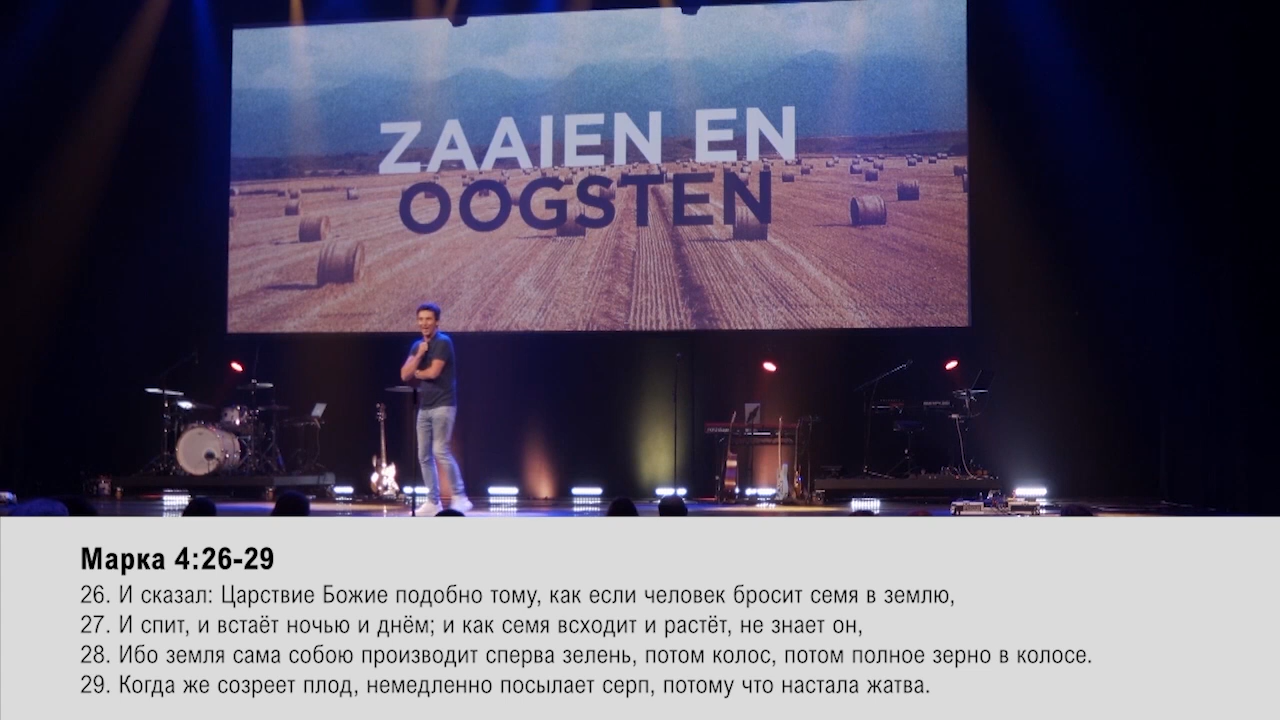 ZAAIEN EN
OOGSTEN
Марка 4:26-29
26. И сказал: Царствие Божие подобно тому, как если человек бросит семя в землю,
27. И спит, и встаёт ночью и днём; и как семя всходит и растёт, не знает он,
28. Ибо земля сама собою производит сперва зелень, потом колос, потом полное зерно в колосе.
29. Когда же созреет плод, немедленно посылает серп, потому что настала жатва.